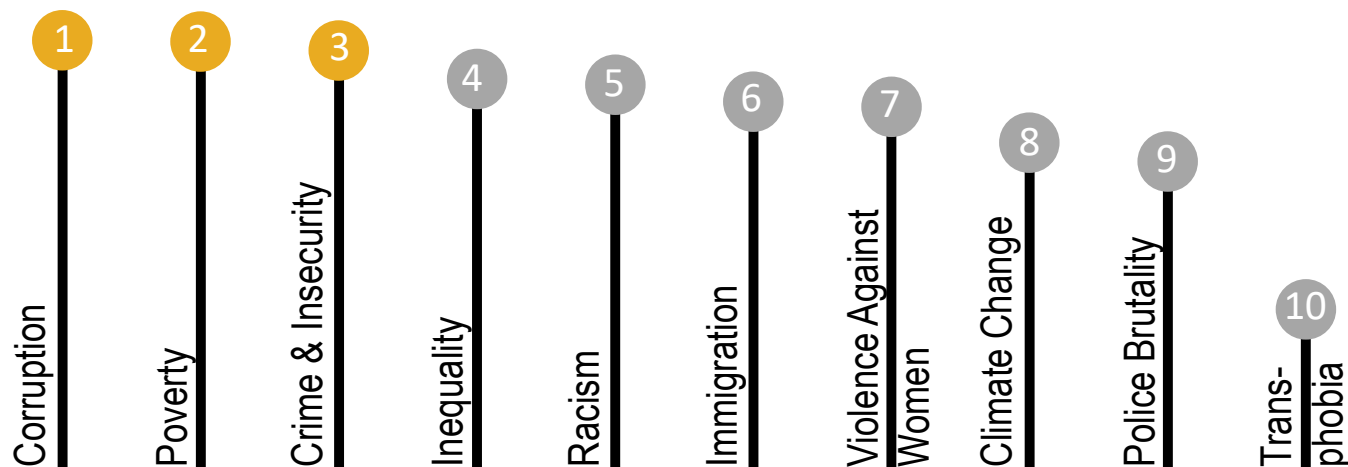 1
Corruption
2
Poverty
3
Crime & Insecurity
4
Inequality
5
Racism
6
Immigration
7
Violence Against
Women
8
Climate Change
9
Police Brutality
10
Trans-
phobia